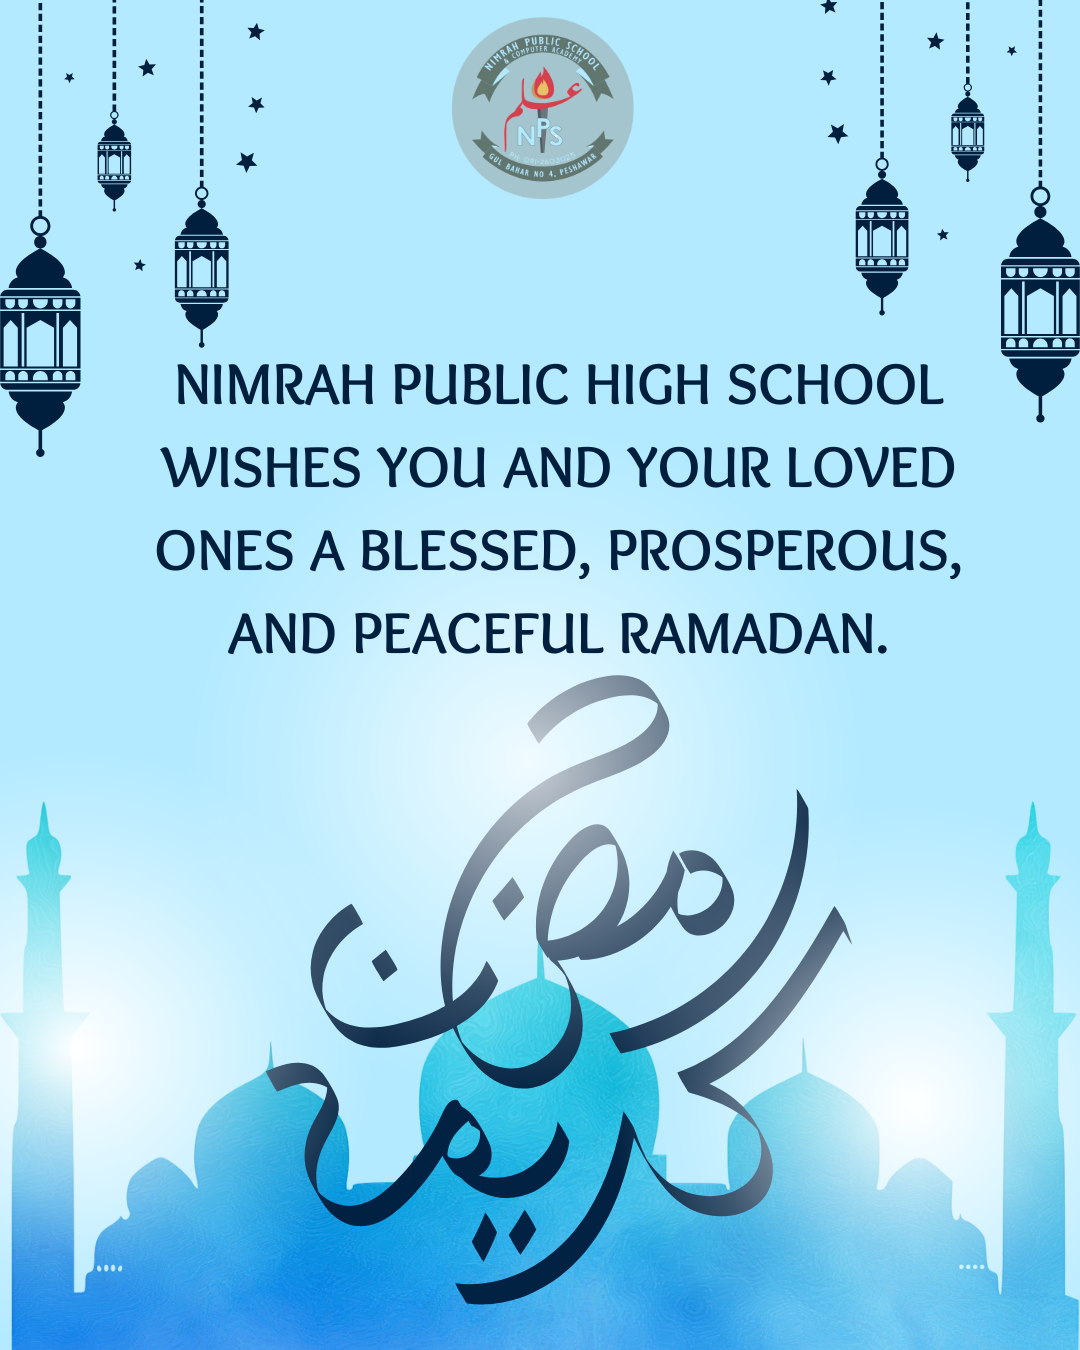 NIMRAH PUBLIC SCHOOL
& COMPUTER ACADEMY
علم
NPS
GUL BAHAR NO 4, PESHAWAR
NIMRAH PUBLIC HIGH SCHOOL
WISHES YOU AND YOUR LOVED
ONES A BLESSED, PROSPEROUS,
AND PEACEFUL RAMADAN.
رمضان
كريم